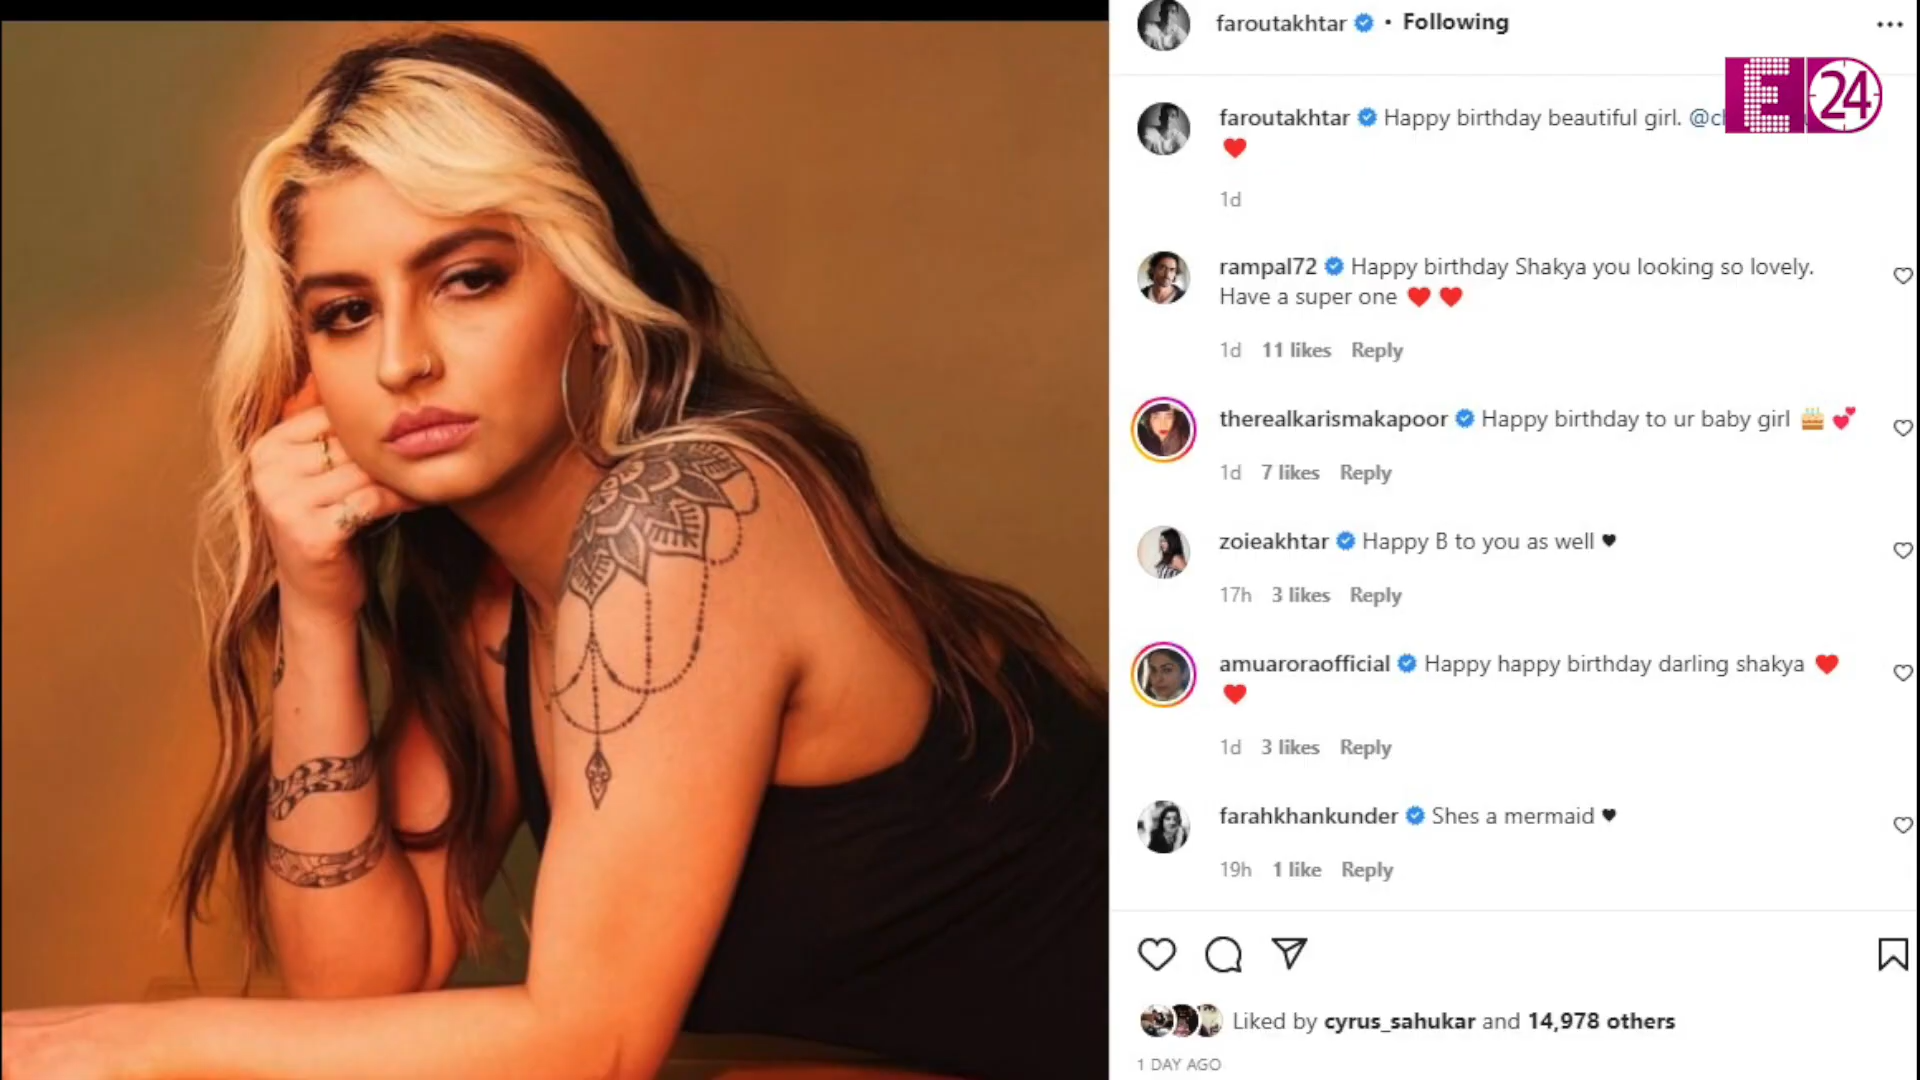 faroutakhtar • Following
E 24
faroutakhtar Happy birthday beautiful girl.
❤️
1d
rampal72 Happy birthday Shakya you looking so lovely.
Have a super one ❤️ ❤️
1d 11 likes Reply
therealkarismakapoor Happy birthday to ur baby girl 🎂 💕
1d 7 likes Reply
zoieakhtar Happy B to you as well 🖤
17h 3 likes Reply
amuaroraofficial Happy happy birthday darling shakya ❤️
❤️
1d 3 likes Reply
farahkhankunder Shes a mermaid 🖤
19h 1 like Reply
Liked by cyrus_sahukar and 14,978 others
1 DAY AGO